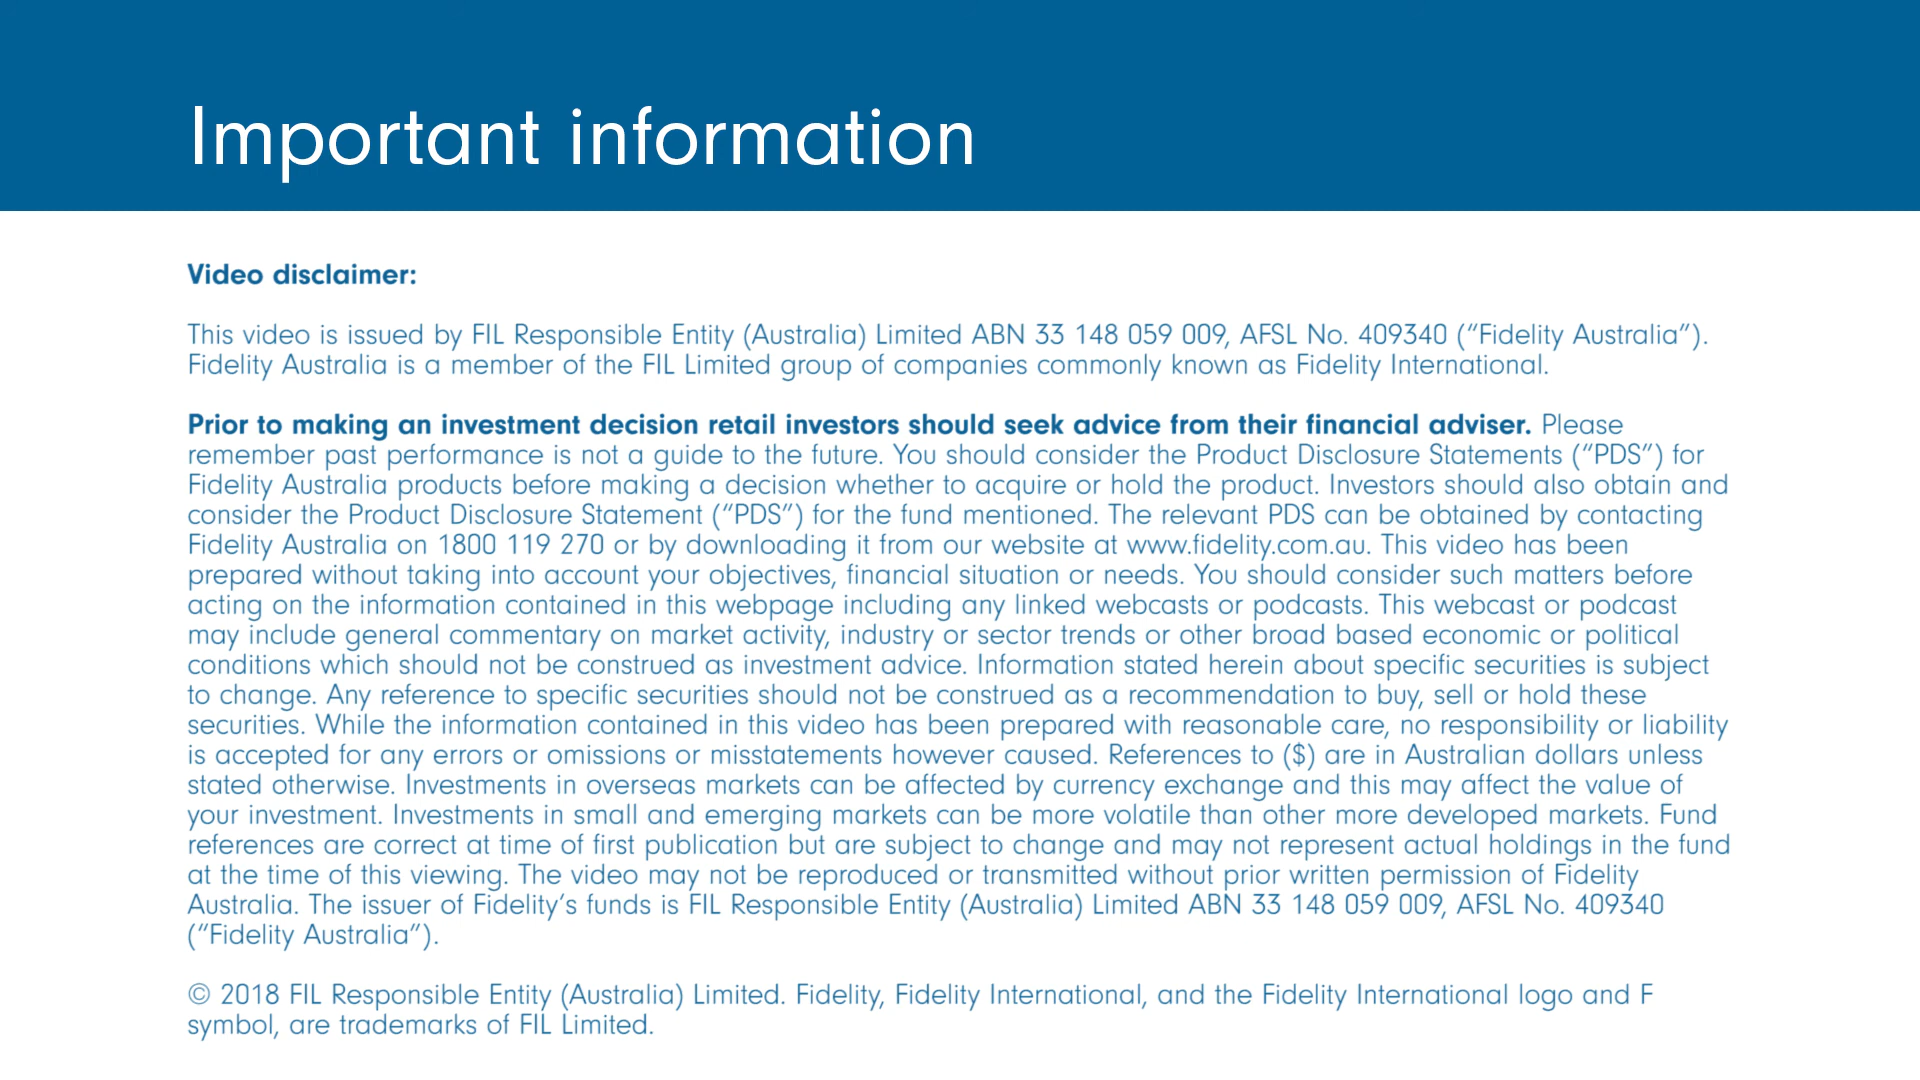 Important information
Video disclaimer:
This video is issued by FIL Responsible Entity (Australia) Limited ABN 33 148 059 009, AFSL No. 409340 (“Fidelity Australia”).
Fidelity Australia is a member of the FIL Limited group of companies commonly known as Fidelity International.
Prior to making an investment decision retail investors should seek advice from their financial adviser. Please
remember past performance is not a guide to the future. You should consider the Product Disclosure Statements (“PDS”) for
Fidelity Australia products before making a decision whether to acquire or hold the product. Investors should also obtain and
consider the Product Disclosure Statement (“PDS”) for the fund mentioned. The relevant PDS can be obtained by contacting
Fidelity Australia on 1800 119 270 or by downloading it from our website at www.fidelity.com.au. This video has been
prepared without taking into account your objectives, financial situation or needs. You should consider such matters before
acting on the information contained in this webpage including any linked webcasts or podcasts. This webcast or podcast
may include general commentary on market activity, industry or sector trends or other broad based economic or political
conditions which should not be construed as investment advice. Information stated herein about specific securities is subject
to change. Any reference to specific securities should not be construed as a recommendation to buy, sell or hold these
securities. While the information contained in this video has been prepared with reasonable care, no responsibility or liability
is accepted for any errors or omissions or misstatements however caused. References to ($) are in Australian dollars unless
stated otherwise. Investments in overseas markets can be affected by currency exchange and this may affect the value of
your investment. Investments in small and emerging markets can be more volatile than other more developed markets. Fund
references are correct at time of first publication but are subject to change and may not represent actual holdings in the fund
at the time of this viewing. The video may not be reproduced or transmitted without prior written permission of Fidelity
Australia. The issuer of Fidelity’s funds is FIL Responsible Entity (Australia) Limited ABN 33 148 059 009, AFSL No. 409340
(“Fidelity Australia”).
© 2018 FIL Responsible Entity (Australia) Limited. Fidelity, Fidelity International, and the Fidelity International logo and F
symbol, are trademarks of FIL Limited.